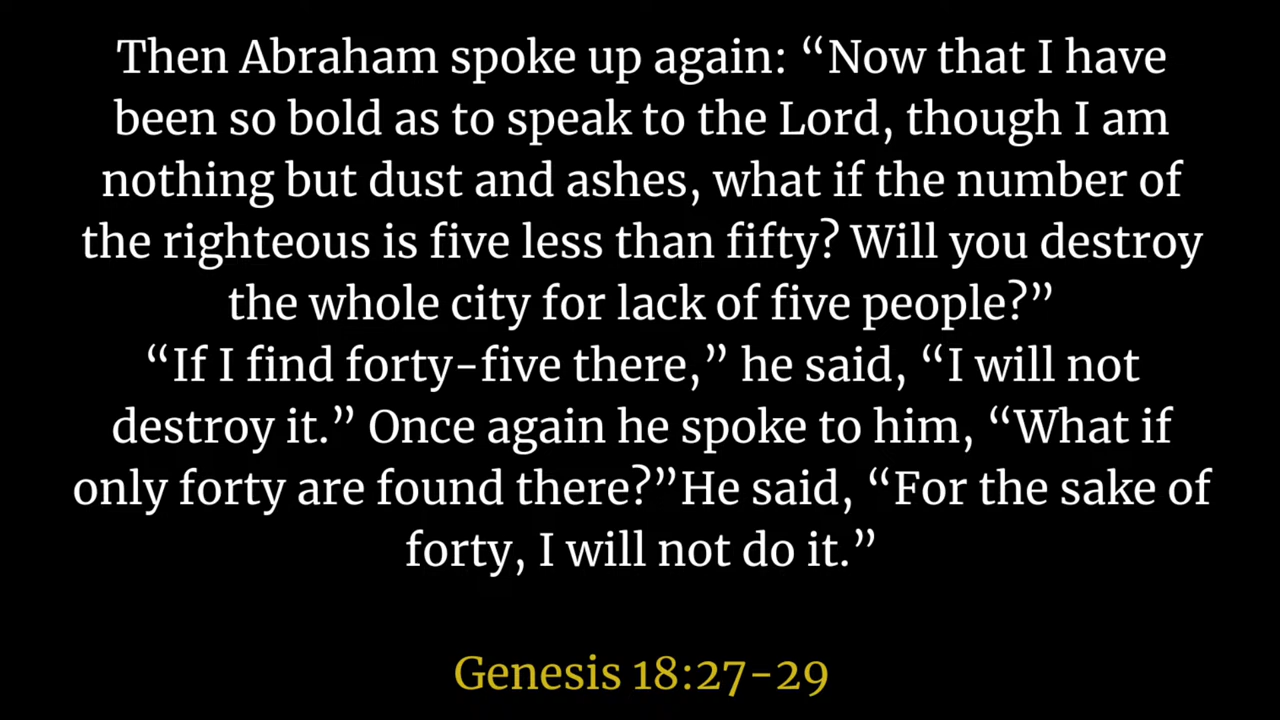 Then Abraham spoke up again: “Now that I have
been so bold as to speak to the Lord, though I am
nothing but dust and ashes, what if the number of
the righteous is five less than fifty? Will you destroy
the whole city for lack of five people?”
“If I find forty-five there,” he said, “I will not
destroy it.” Once again he spoke to him, “What if
only forty are found there?”He said, “For the sake of
forty, I will not do it.”
Genesis 18:27-29